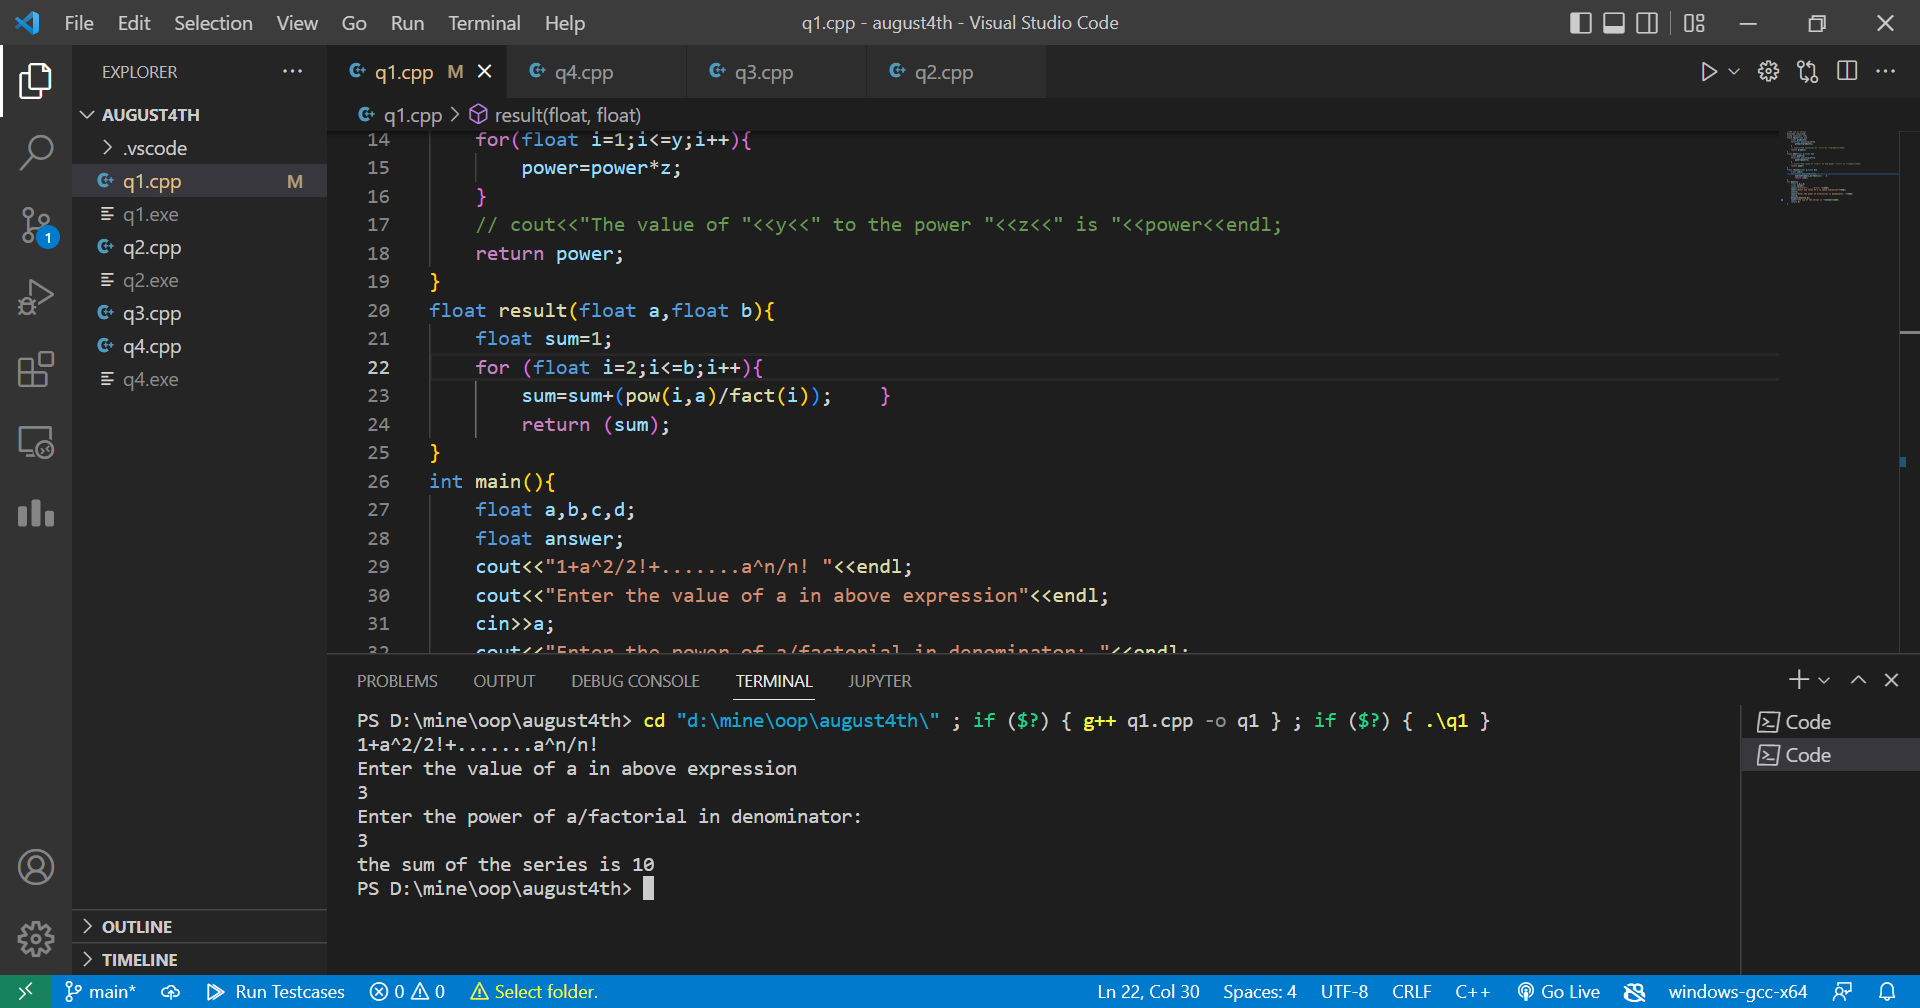 File Edit Selection View Go Run Terminal Help q1.cpp - august4th - Visual Studio Code
EXPLORER
AUGUST4TH
.vscode
q1.cpp M
q1.exe
q2.cpp
q2.exe
q3.cpp
q4.cpp
q4.exe
OUTLINE
TIMELINE
1
q1.cpp M q4.cpp q3.cpp q2.cpp
q1.cpp > result(float, float)
14 for(float i=1;i<=y;i++){
15 power=power*z;
16 }
17 // cout<<"The value of "<<y<<" to the power "<<z<<" is "<<power<<endl;
18 return power;
19 }
20 float result(float a,float b){
21 float sum=1;
22 for (float i=2;i<=b;i++){
23 sum=sum+(pow(i,a)/fact(i)); }
24 return (sum);
25 }
26 int main(){
27 float a,b,c,d;
28 float answer;
29 cout<<"1+a^2/2!+.......a^n/n! "<<endl;
30 cout<<"Enter the value of a in above expression"<<endl;
31 cin>>a;
32 cout<<"Enter the power of a/factorial in denominator: "<<endl;
PROBLEMS OUTPUT DEBUG CONSOLE TERMINAL JUPYTER
PS D:\mine\oop\august4th> cd "d:\mine\oop\august4th\" ; if ($?) { g++ q1.cpp -o q1 } ; if ($?) { .\q1 }
1+a^2/2!+.......a^n/n!
Enter the value of a in above expression
3
Enter the power of a/factorial in denominator:
3
the sum of the series is 10
PS D:\mine\oop\august4th>
Code
Code
main* Run Testcases 0 0 Select folder. Ln 22, Col 30 Spaces: 4 UTF-8 CRLF C++ Go Live windows-gcc-x64